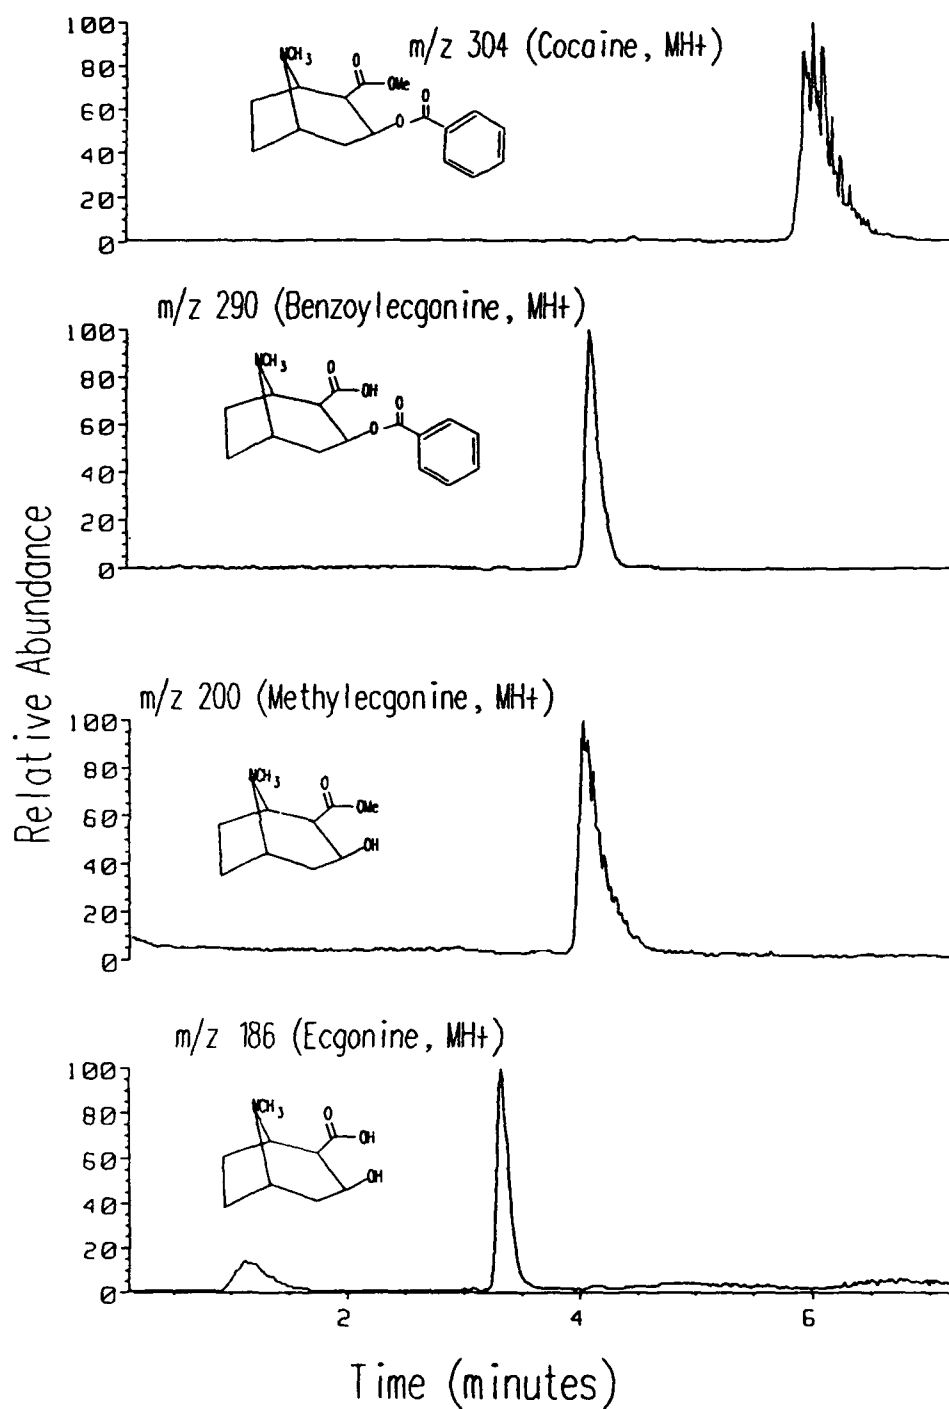 m/z 304 (Cocaine, MH+)
100
80
60
40
20
0
NCH3
O
OMe
O
O
m/z 290 (Benzoylecgonine, MH+)
100
80
60
40
20
0
NCH3
O
OH
O
O
Relative Abundance
m/z 200 (Methylecgonine, MH+)
100
80
60
40
20
0
NCH3
O
OMe
OH
m/z 186 (Ecgonine, MH+)
100
80
60
40
20
0
NCH3
O
OH
OH
2 4 6
Time (minutes)